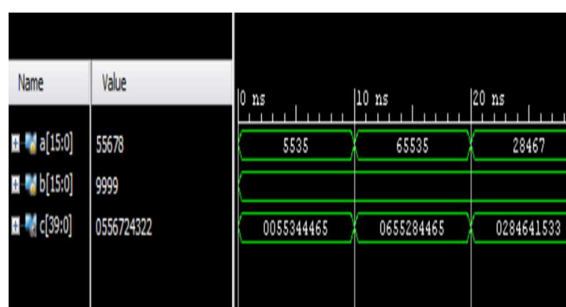 Name Value
0 ns 10 ns 20 ns
a[15:0] 55678 5535 65535 28467
b[15:0] 9999
c[39:0] 0556724322 0055344465 0655284465 0284641533